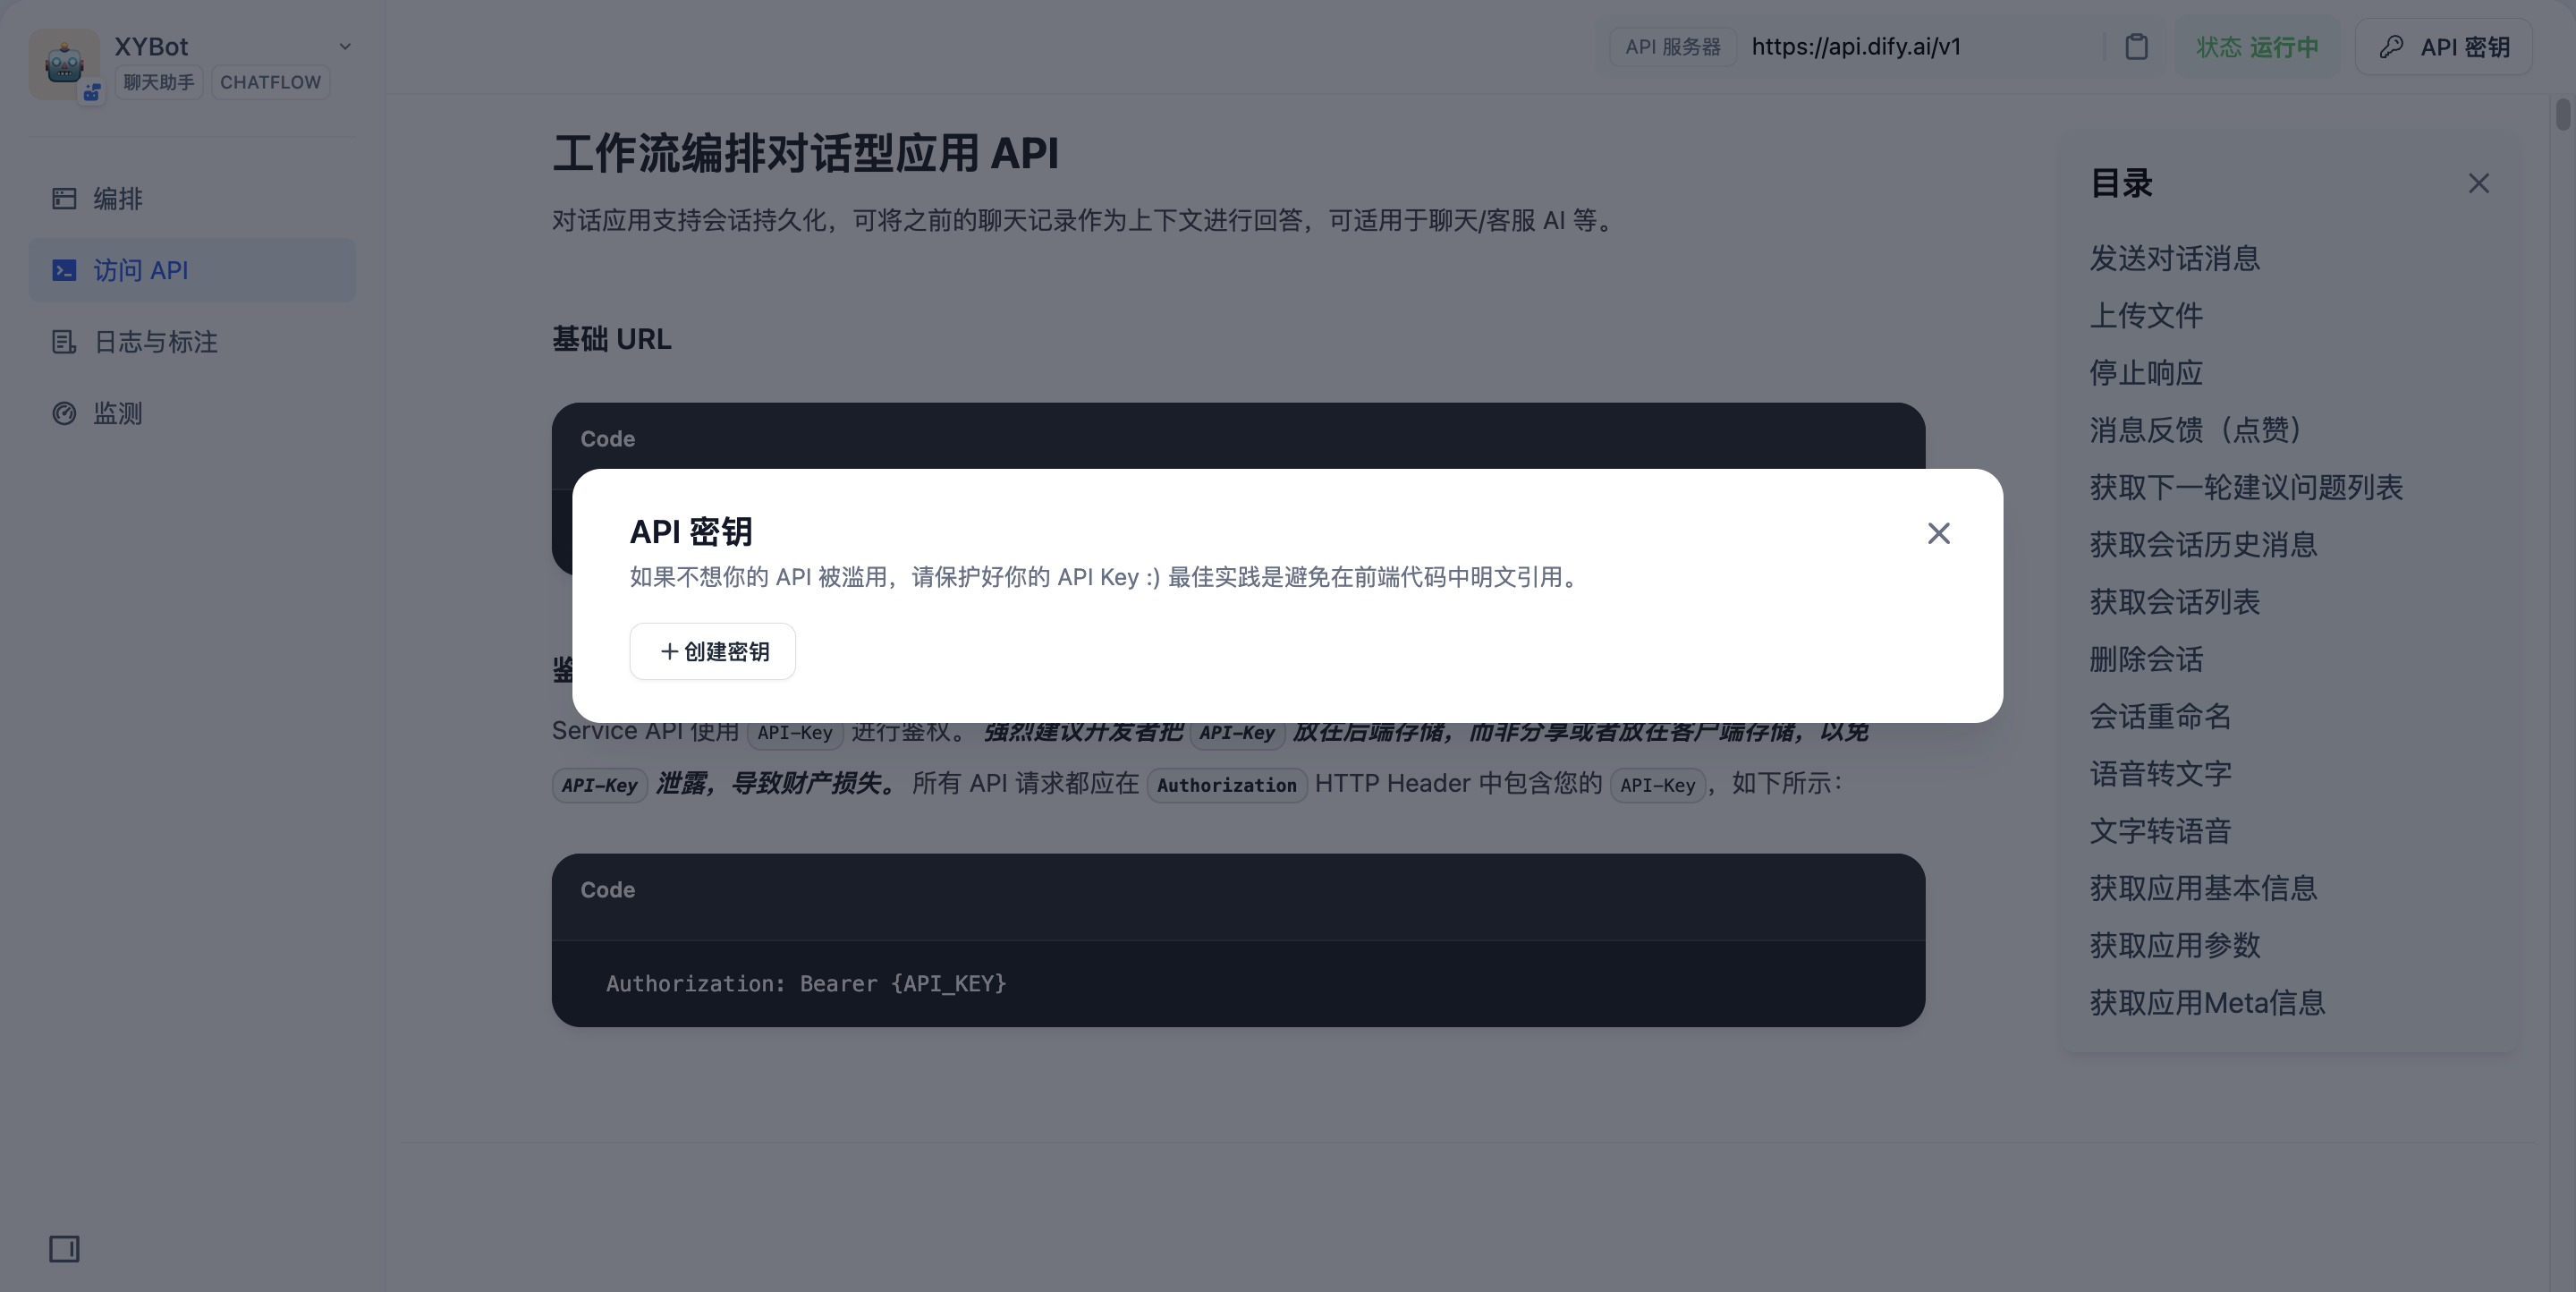 XYBot
聊天助手 CHATFLOW
API 服务器 https://api.dify.ai/v1 状态 运行中 API 密钥
编排
访问 API
日志与标注
监测
工作流编排对话型应用 API
对话应用支持会话持久化，可将之前的聊天记录作为上下文进行回答，可适用于聊天/客服 AI 等。
基础 URL
Code
API 密钥
如果不想你的 API 被滥用，请保护好你的 API Key :) 最佳实践是避免在前端代码中明文引用。
+ 创建密钥
Service API 使用 API-Key 进行鉴权。 强烈建议开发者把 API-Key 放在后端存储，而非分享或者放在客户端存储，以免
API-Key 泄露，导致财产损失。 所有 API 请求都应在 Authorization HTTP Header 中包含您的 API-Key，如下所示：
Code
Authorization: Bearer {API_KEY}
目录
发送对话消息
上传文件
停止响应
消息反馈（点赞）
获取下一轮建议问题列表
获取会话历史消息
获取会话列表
删除会话
会话重命名
语音转文字
文字转语音
获取应用基本信息
获取应用参数
获取应用Meta信息